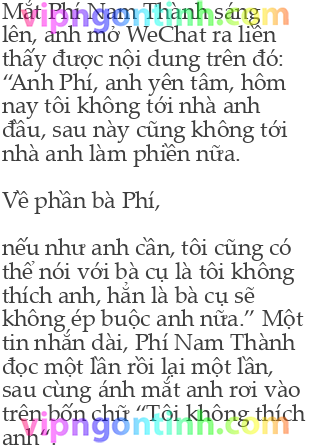 Mắt Phí Nam Thành sáng
vipngontinh.com
lên, anh mở WeChat ra liền
thấy được nội dung trên đó:
“Anh Phí, anh yên tâm, hôm
nay tôi không tới nhà anh
đâu, sau này cũng không tới
nhà anh làm phiền nữa.
Về phần bà Phí,
nếu như anh cần, tôi cũng có
thể nói với bà cụ là tôi không
thích anh, hẳn là bà cụ sẽ
không ép buộc anh nữa.” Một
tin nhắn dài, Phí Nam Thành
đọc một lần rồi lại một lần,
sau cùng ánh mắt anh rơi vào
trên bốn chữ “Tôi không thích
vipngontinh.com
anh”.